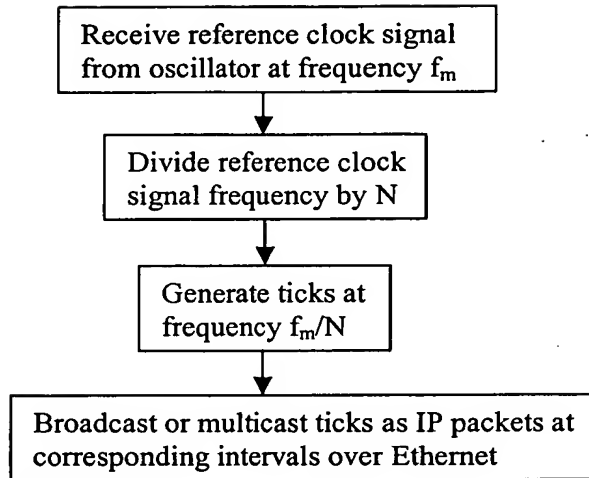 Receive reference clock signal
from oscillator at frequency fₘ
Divide reference clock
signal frequency by N
Generate ticks at
frequency fₘ/N
Broadcast or multicast ticks as IP packets at
corresponding intervals over Ethernet